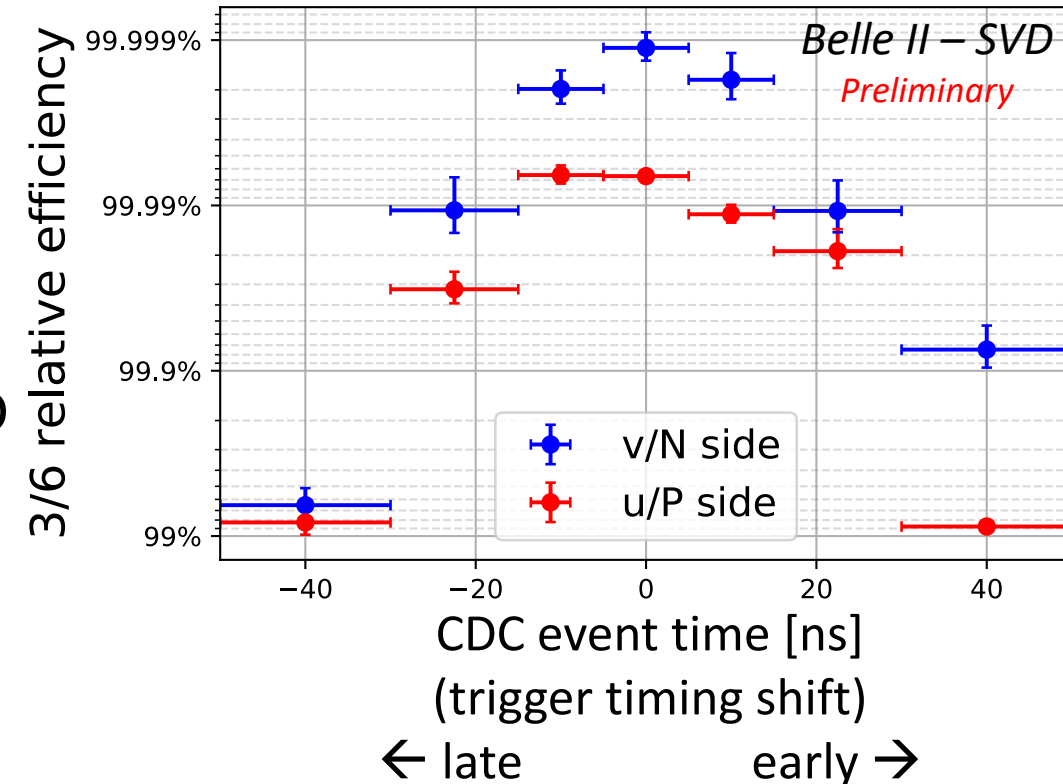 Belle II – SVD
Preliminary
3/6 relative efficiency
99.999%
99.99%
99.9%
99%
v/N side
u/P side
−40 −20 0 20 40
CDC event time [ns]
(trigger timing shift)
← late early →